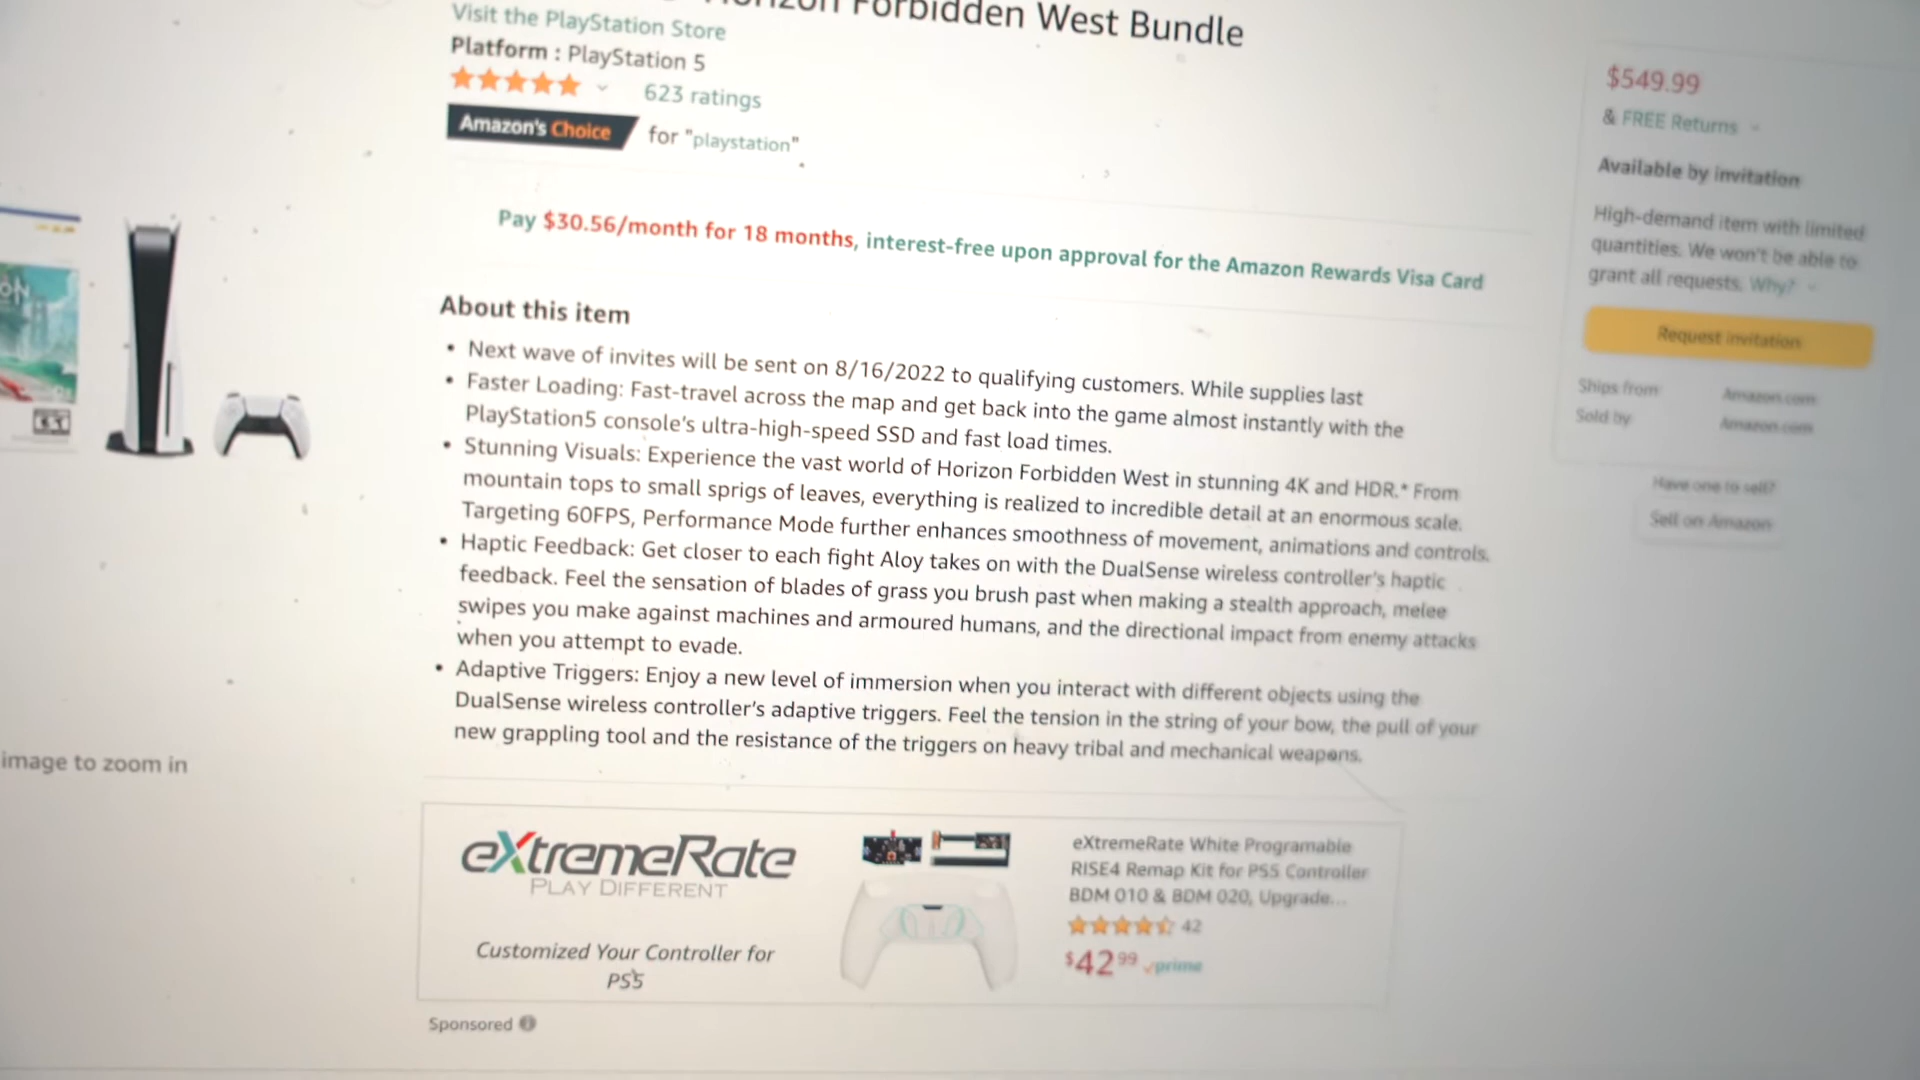 Horizon Forbidden West Bundle
Visit the PlayStation Store
Platform : PlayStation 5
623 ratings
Amazon's Choice for "playstation"
Pay $30.56/month for 18 months, interest-free upon approval for the Amazon Rewards Visa Card
About this item
• Next wave of invites will be sent on 8/16/2022 to qualifying customers. While supplies last
• Faster Loading: Fast-travel across the map and get back into the game almost instantly with the
PlayStation5 console's ultra-high-speed SSD and fast load times.
• Stunning Visuals: Experience the vast world of Horizon Forbidden West in stunning 4K and HDR.* From
mountain tops to small sprigs of leaves, everything is realized to incredible detail at an enormous scale.
Targeting 60FPS, Performance Mode further enhances smoothness of movement, animations and controls.
• Haptic Feedback: Get closer to each fight Aloy takes on with the DualSense wireless controller's haptic
feedback. Feel the sensation of blades of grass you brush past when making a stealth approach, melee
swipes you make against machines and armoured humans, and the directional impact from enemy attacks
when you attempt to evade.
• Adaptive Triggers: Enjoy a new level of immersion when you interact with different objects using the
DualSense wireless controller's adaptive triggers. Feel the tension in the string of your bow, the pull of your
new grappling tool and the resistance of the triggers on heavy tribal and mechanical weapons.
image to zoom in
eXtremeRate
PLAY DIFFERENT
Customized Your Controller for
PS5
eXtremeRate White Programable
RISE4 Remap Kit for PS5 Controller
BDM 010 & BDM 020, Upgrade...
42
$42.99 prime
Sponsored
$549.99
& FREE Returns
Available by invitation
High-demand item with limited
quantities. We won't be able to
grant all requests. Why?
Request invitation
Ships from Amazon.com
Sold by Amazon.com
Have one to sell?
Sell on Amazon